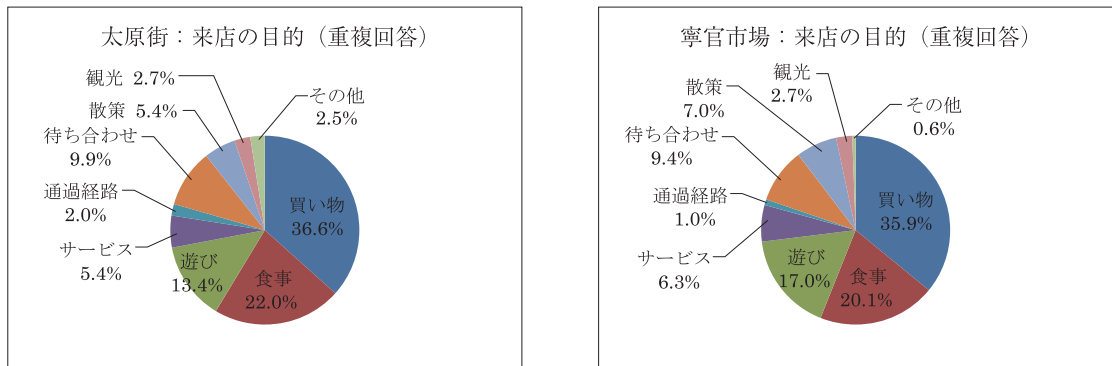 太原街：来店の目的（重複回答）
観光 2.7%
散策 5.4%
待ち合わせ
9.9%
通過経路
2.0%
サービス
5.4%
遊び
13.4%
食事
22.0%
買い物
36.6%
その他
2.5%
寧官市場：来店の目的（重複回答）
観光
2.7%
散策
7.0%
待ち合わせ
9.4%
通過経路
1.0%
サービス
6.3%
遊び
17.0%
食事
20.1%
買い物
35.9%
その他
0.6%